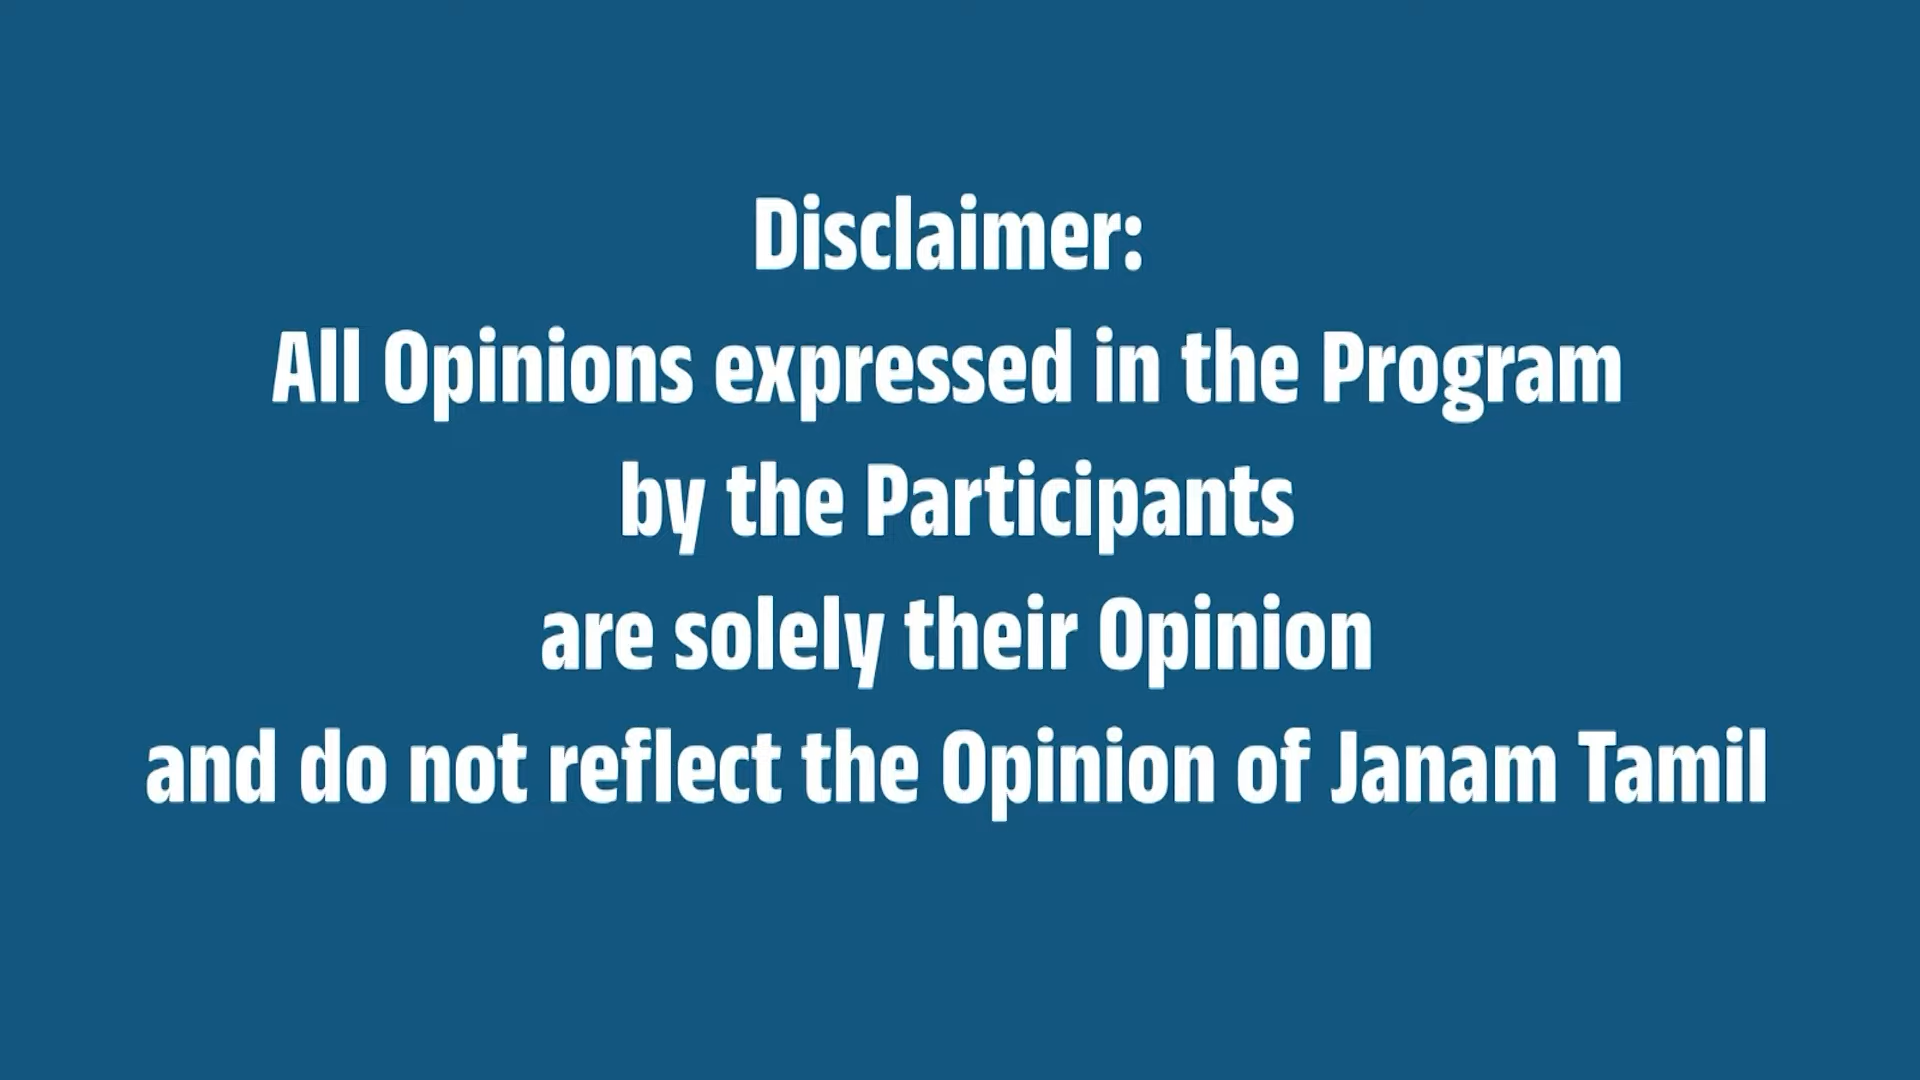 Disclaimer:
All Opinions expressed in the Program
by the Participants
are solely their Opinion
and do not reflect the Opinion of Janam Tamil